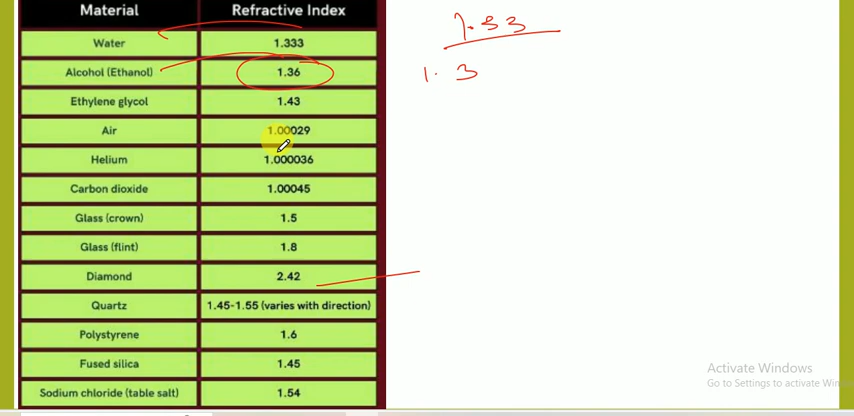 Material Refractive Index
Water 1.333
Alcohol (Ethanol) 1.36
Ethylene glycol 1.43
Air 1.00029
Helium 1.000036
Carbon dioxide 1.00045
Glass (crown) 1.5
Glass (flint) 1.8
Diamond 2.42
Quartz 1.45-1.55 (varies with direction)
Polystyrene 1.6
Fused silica 1.45
Sodium chloride (table salt) 1.54
1.33
1.3
Activate Windows
Go to Settings to activate Win